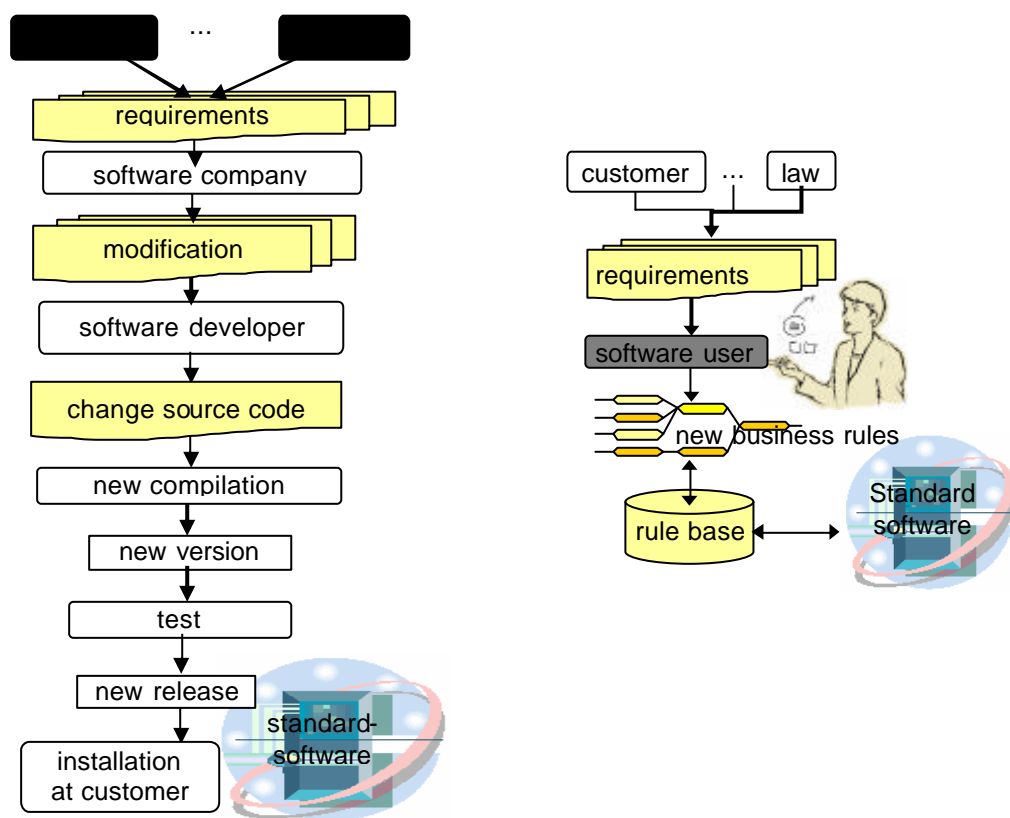 ...
requirements
software company
modification
software developer
change source code
new compilation
new version
test
new release
standard-
software
installation
at customer
customer
...
law
requirements
software user
new business rules
rule base
Standard
software